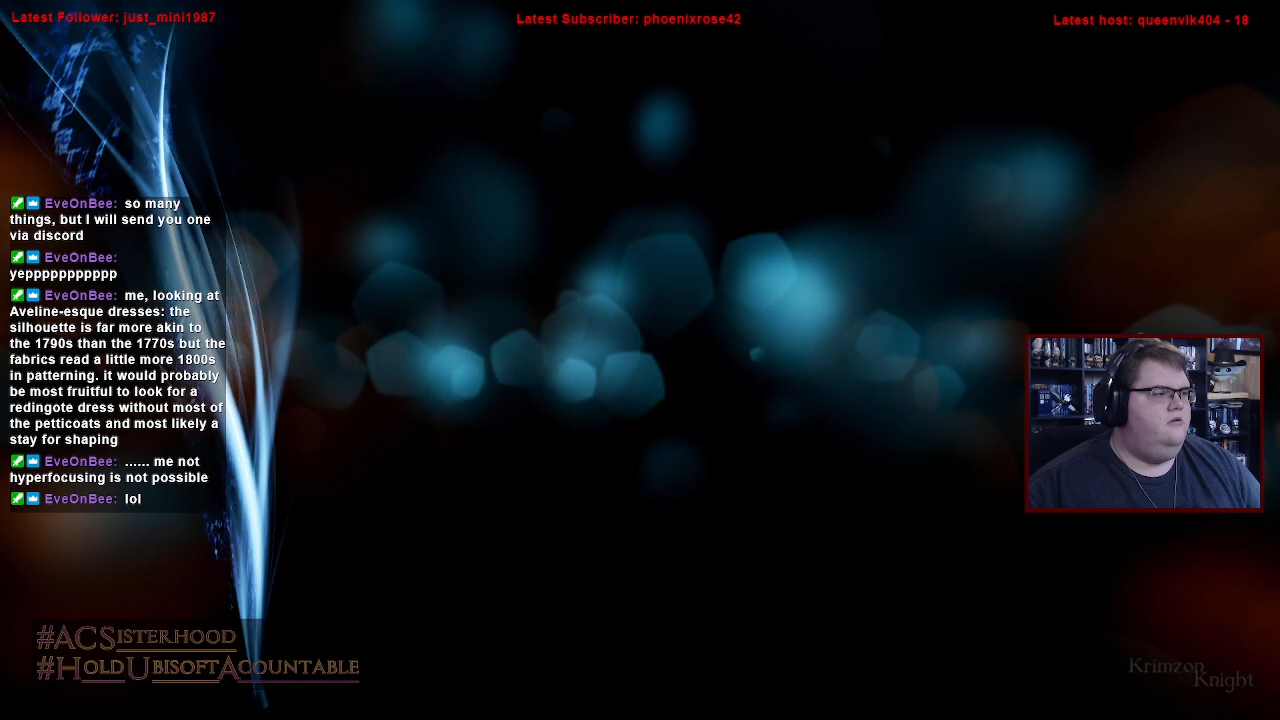 Latest Follower: just_mini1987
Latest Subscriber: phoenixrose42
Latest host: queenvik404 - 18
EveOnBee: so many
things, but I will send you one
via discord
EveOnBee:
yeppppppppppp
EveOnBee: me, looking at
Aveline-esque dresses: the
silhouette is far more akin to
the 1790s than the 1770s but the
fabrics read a little more 1800s
in patterning. it would probably
be most fruitful to look for a
redingote dress without most of
the petticoats and most likely a
stay for shaping
EveOnBee: ...... me not
hyperfocusing is not possible
EveOnBee: lol
#ACSisterhood
#HoldUbisoftAcountable
Krimzon
Knight